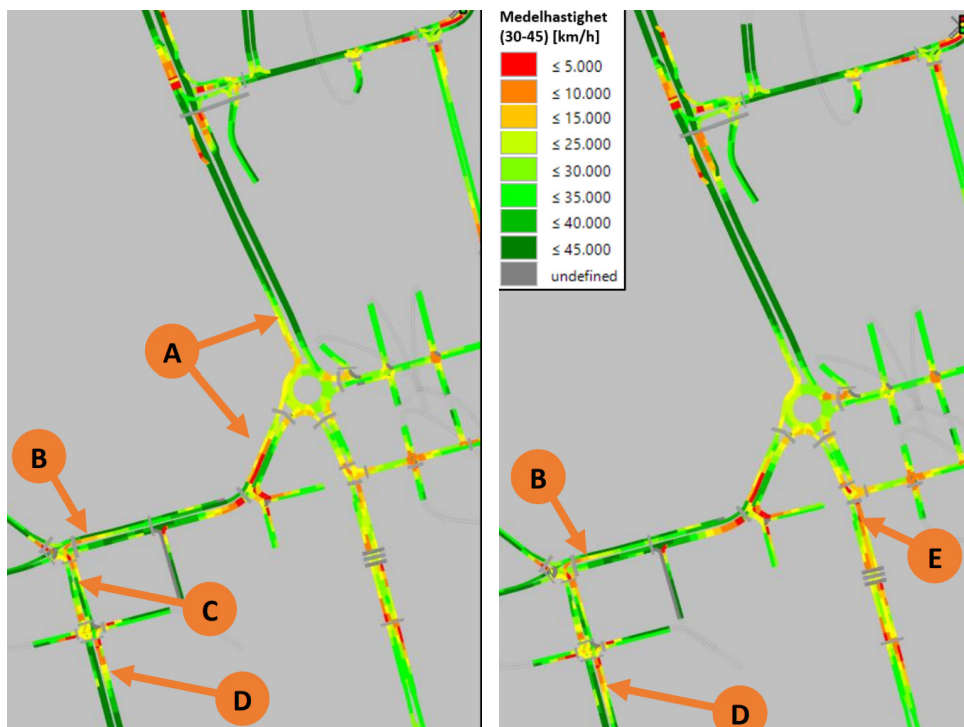 Medelhastighet
(30-45) [km/h]
≤ 5.000
≤ 10.000
≤ 15.000
≤ 25.000
≤ 30.000
≤ 35.000
≤ 40.000
≤ 45.000
undefined
A
B
C
D
B
E
D